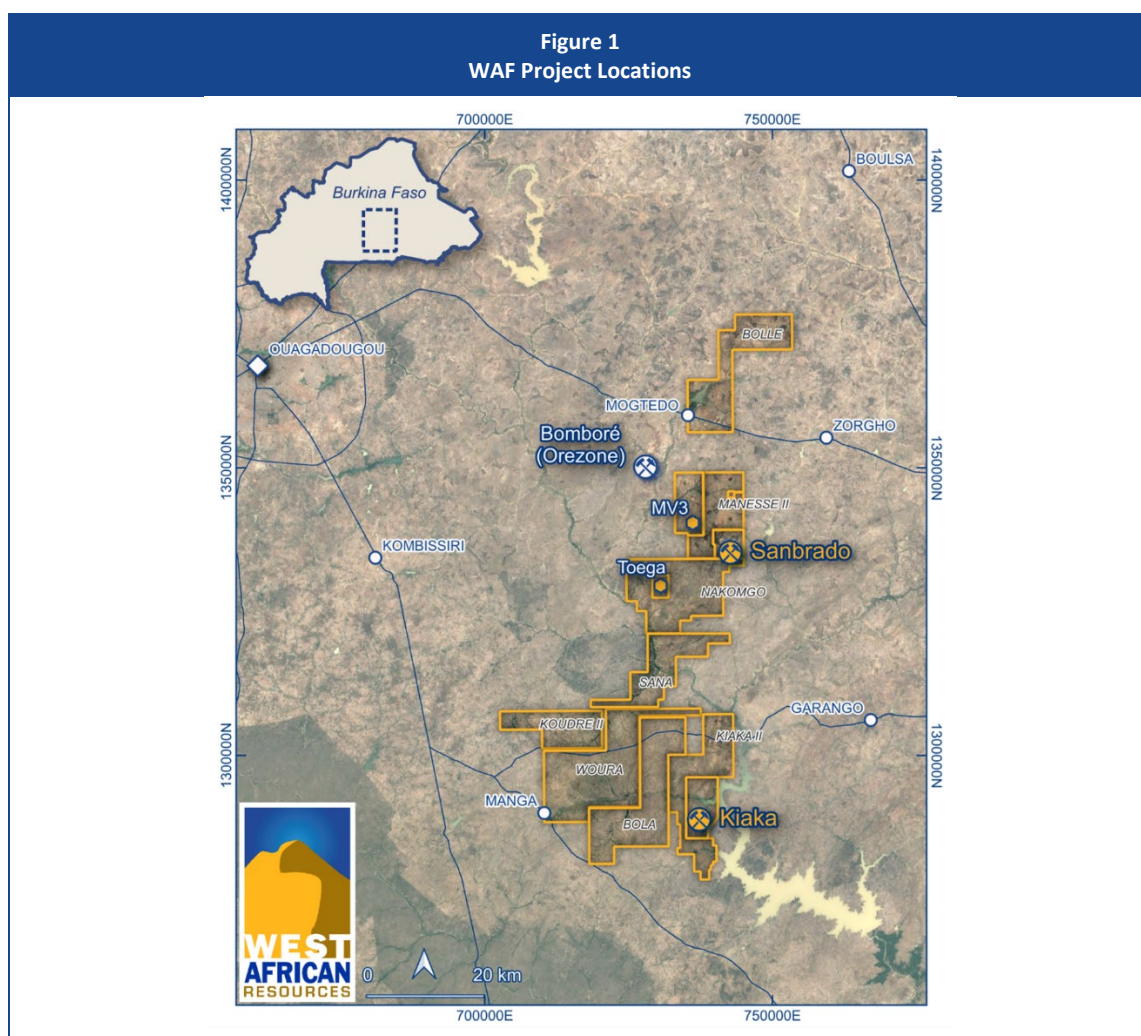 Figure 1
WAF Project Locations
700000E
750000E
1400000N
1400000N
BOULSA
Burkina Faso
BOLLE
OUAGADOUGOU
MOGTEDO
ZORGHO
Bomboré
(Orezone)
1350000N
1350000N
MV3
MANESSE II
KOMBISSIRI
Sanbrado
Toega
NAKOMGO
SANA
GARANGO
KOUDRE II
KIAKA II
1300000N
1300000N
WOURA
MANGA
BOLA
Kiaka
WEST
AFRICAN
RESOURCES
0
20 km
700000E
750000E